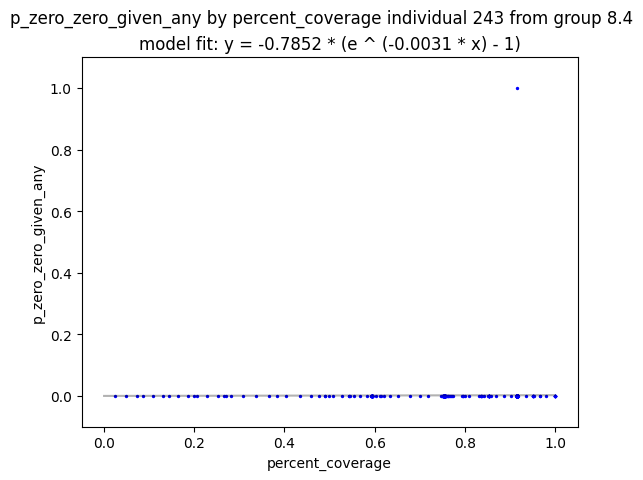 p_zero_zero_given_any by percent_coverage individual 243 from group 8.4
model fit: y = -0.7852 * (e ^ (-0.0031 * x) - 1)
1.0
0.8
0.6
0.4
0.2
0.0
p_zero_zero_given_any
0.0 0.2 0.4 0.6 0.8 1.0
percent_coverage